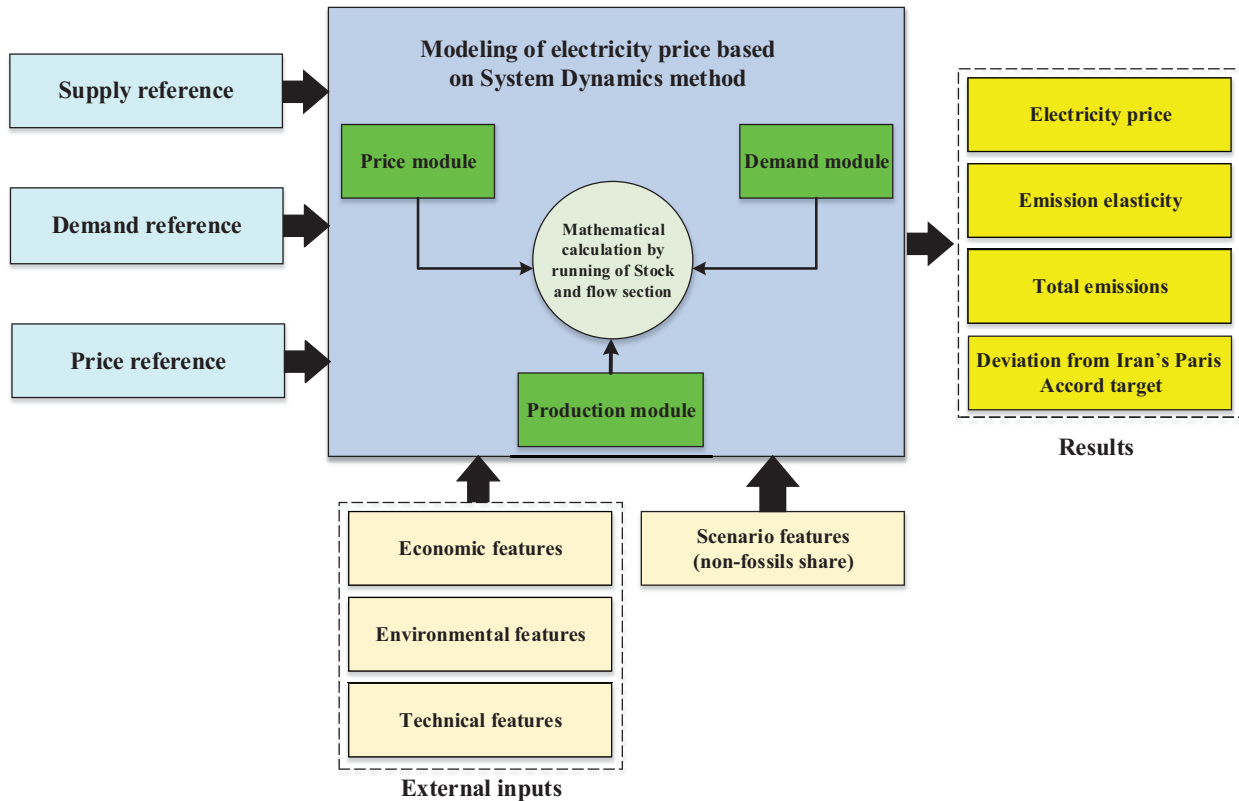 Modeling of electricity price based
on System Dynamics method
Supply reference
Demand reference
Price reference
Price module
Demand module
Mathematical
calculation by
running of Stock
and flow section
Production module
Electricity price
Emission elasticity
Total emissions
Deviation from Iran's Paris
Accord target
Results
Economic features
Environmental features
Technical features
External inputs
Scenario features
(non-fossils share)